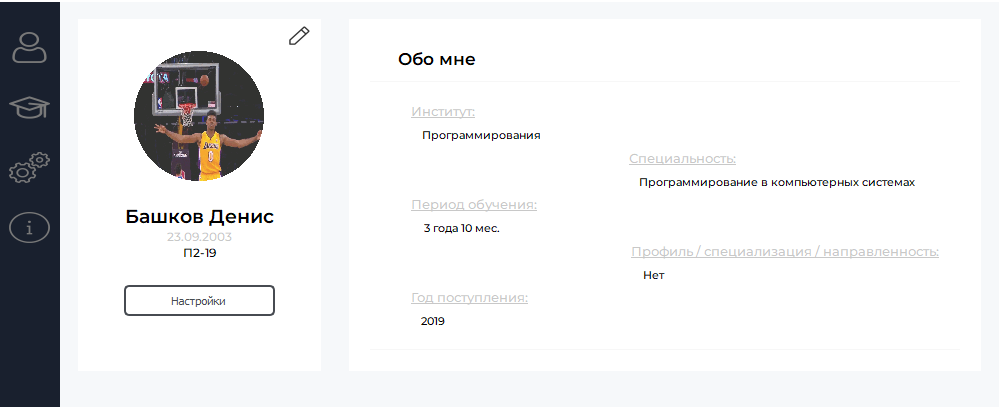 Обо мне
Институт:
Программирования
Специальность:
Программирование в компьютерных системах
Период обучения:
3 года 10 мес.
Профиль / специализация / направленность:
Нет
Год поступления:
2019
Башков Денис
23.09.2003
П2-19
Настройки